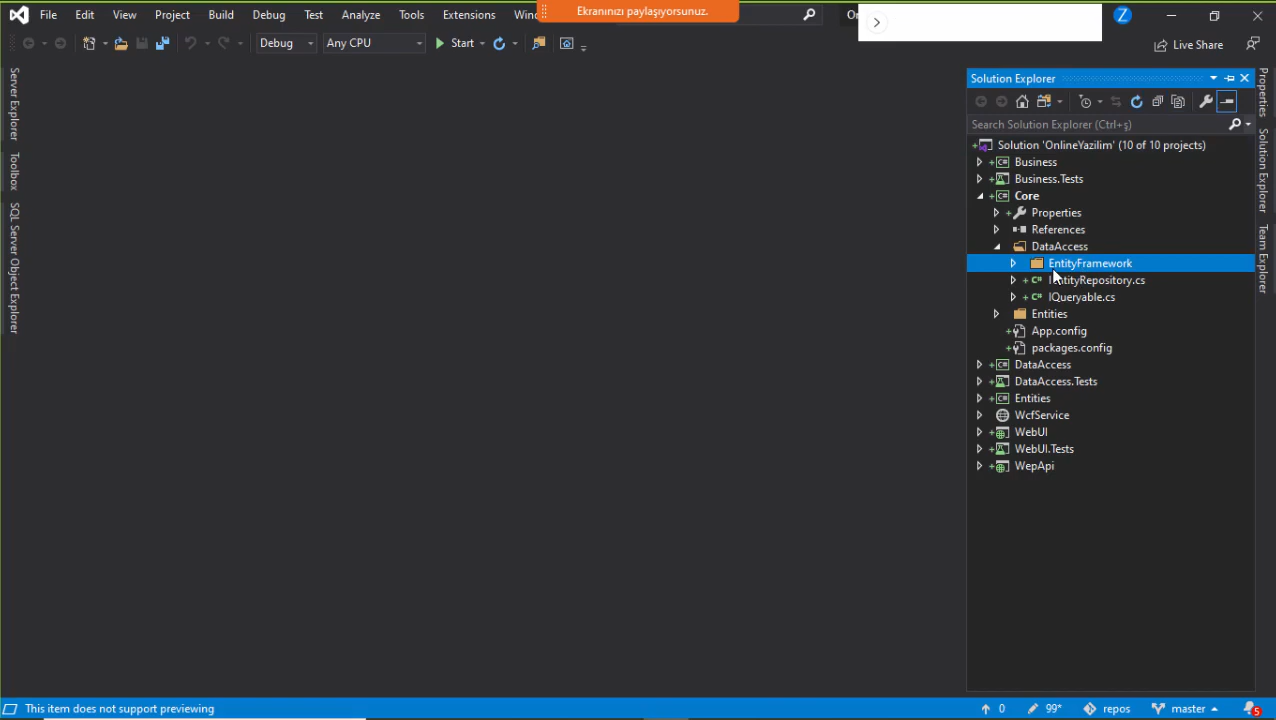 File Edit View Project Build Debug Test Analyze Tools Extensions Wind
Ekranınızı paylaşıyorsunuz.
On
Z
Debug Any CPU Start
Live Share
Server Explorer
Toolbox
SQL Server Object Explorer
Solution Explorer
Search Solution Explorer (Ctrl+ş)
Solution 'OnlineYazilim' (10 of 10 projects)
Business
Business.Tests
Core
Properties
References
DataAccess
EntityFramework
IEntityRepository.cs
IQueryable.cs
Entities
App.config
packages.config
DataAccess
DataAccess.Tests
Entities
WcfService
WebUI
WebUI.Tests
WepApi
Properties
Solution Explorer
Team Explorer
This item does not support previewing
0 99* repos master 5